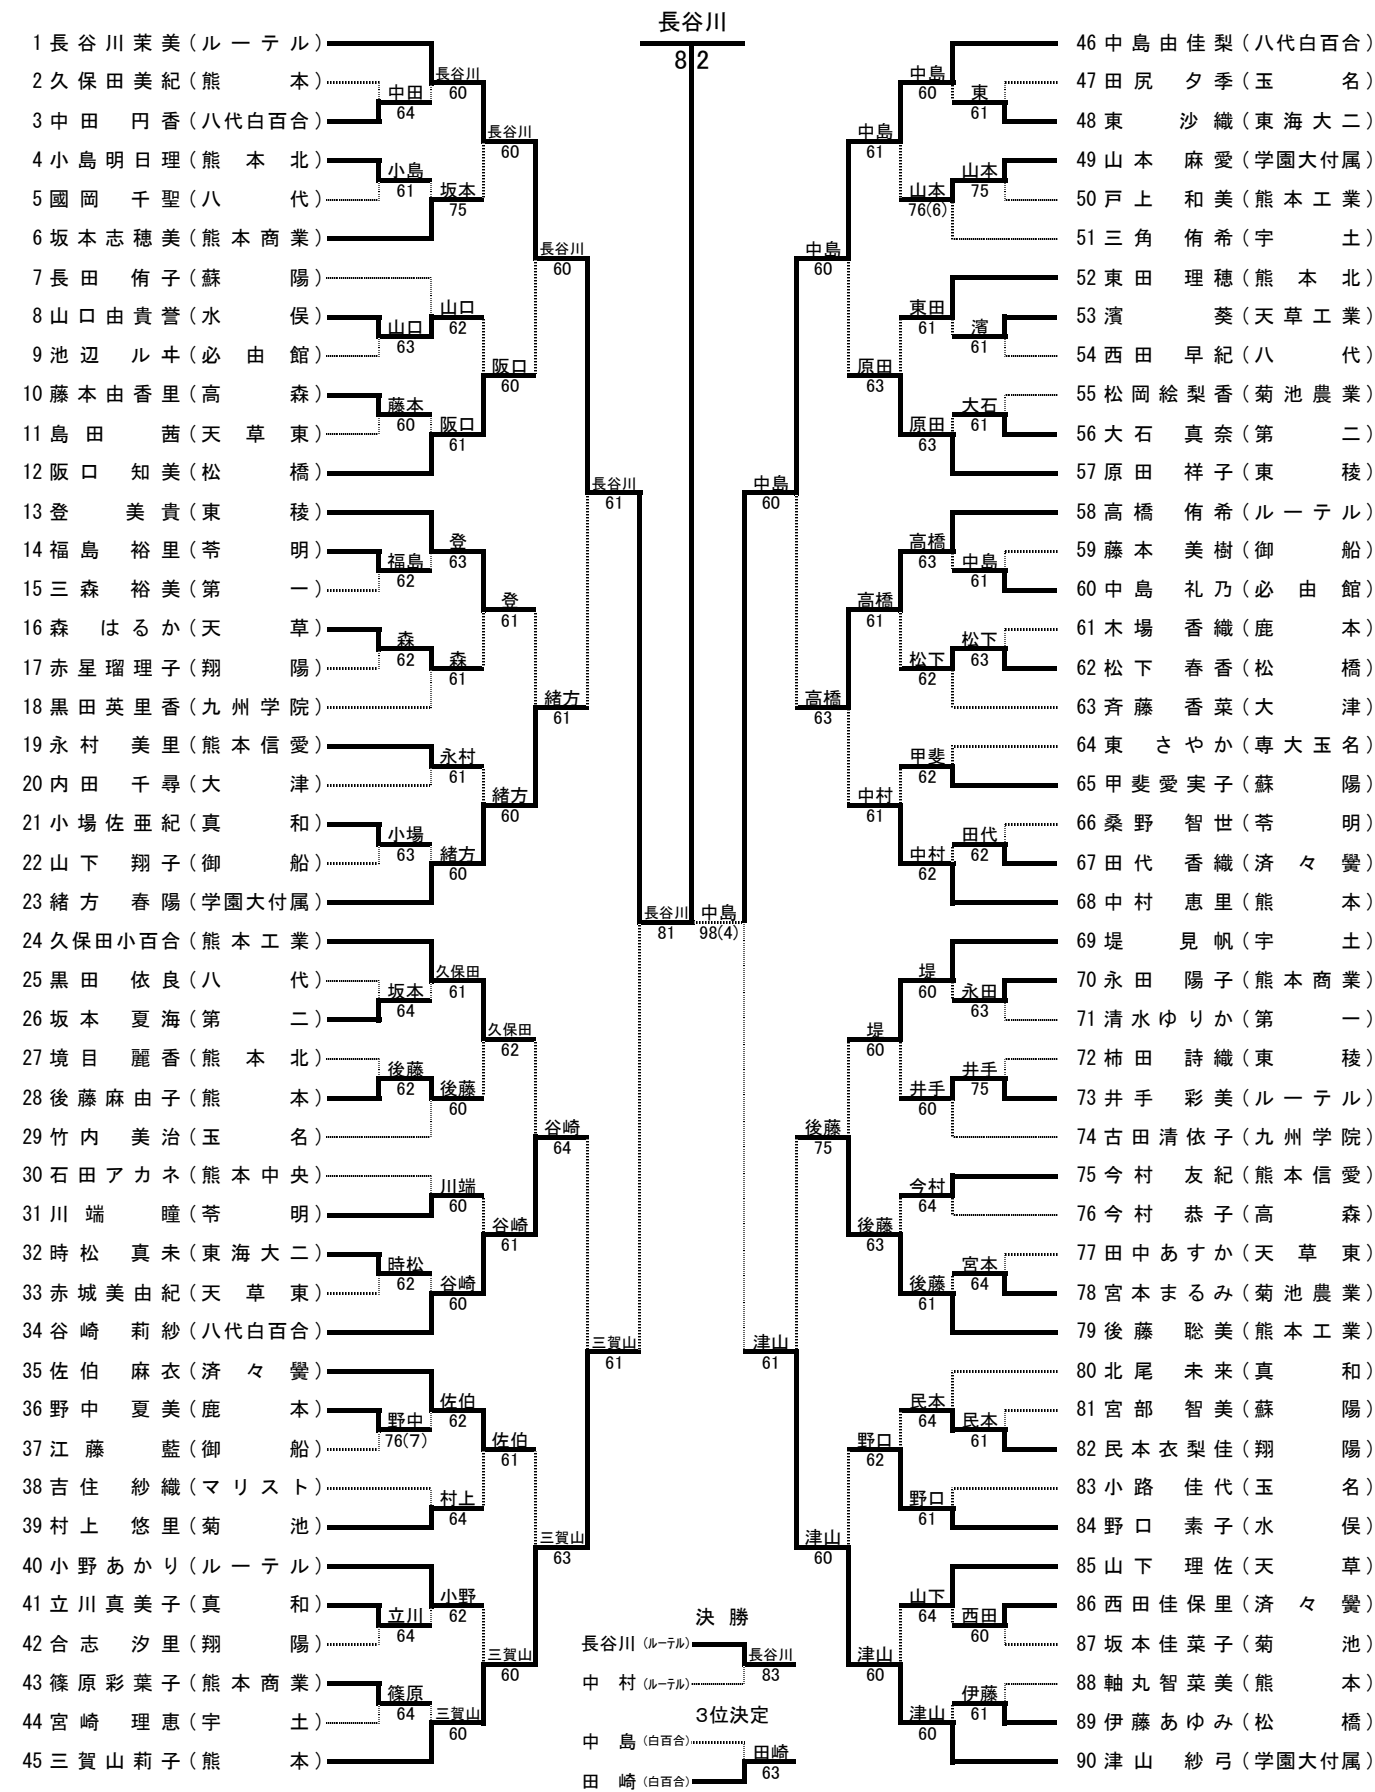 長谷川
82
1 長谷川茉美(ルーテル)
2 久保田美紀(熊本)
3 中田 円香(八代白百合)
4 小島明日理(熊本北)
5 國岡 千聖(八代)
6 坂本志穂美(熊本商業)
7 長田 侑子(蘇陽)
8 山口由貴誉(水俣)
9 池辺 ルヰ(必由館)
10 藤本由香里(高森)
11 島田 茜(天草東)
12 阪口 知美(松橋)
13 登 美貴(東稜)
14 福島 裕里(苓明)
15 三森 裕美(第一)
16 森 はるか(天草)
17 赤星瑠理子(翔陽)
18 黒田英里香(九州学院)
19 永村 美里(熊本信愛)
20 内田 千尋(大津)
21 小場佐亜紀(真和)
22 山下 翔子(御船)
23 緒方 春陽(学園大付属)
24 久保田小百合(熊本工業)
25 黒田 依良(八代)
26 坂本 夏海(第二)
27 境目 麗香(熊本北)
28 後藤麻由子(熊本)
29 竹内 美治(玉名)
30 石田アカネ(熊本中央)
31 川端 瞳(苓明)
32 時松 真未(東海大二)
33 赤城美由紀(天草東)
34 谷崎 莉紗(八代白百合)
35 佐伯 麻衣(済々黌)
36 野中 夏美(鹿本)
37 江藤 藍(御船)
38 吉住 紗織(マリスト)
39 村上 悠里(菊池)
40 小野あかり(ルーテル)
41 立川真美子(真和)
42 合志 汐里(翔陽)
43 篠原彩葉子(熊本商業)
44 宮崎 理恵(宇土)
45 三賀山莉子(熊本)
中田
64
小島
61
山口
63
藤本
60
福島
62
森
62
小場
63
坂本
64
後藤
62
時松
62
野中
76(7)
立川
64
篠原
64
長谷川
60
坂本
75
山口
62
阪口
61
登
63
森
61
永村
61
緒方
60
久保田
61
後藤
60
川端
60
谷崎
60
佐伯
62
村上
64
小野
62
三賀山
60
長谷川
60
阪口
60
登
61
緒方
60
久保田
62
谷崎
61
佐伯
61
三賀山
60
長谷川
60
緒方
61
谷崎
64
三賀山
63
長谷川
61
三賀山
61
長谷川
81
中島
98(4)
中島
60
津山
61
中島
60
高橋
63
後藤
75
津山
60
中島
61
原田
63
高橋
61
中村
61
堤
60
後藤
63
野口
62
津山
60
中島
60
山本
76(6)
東田
61
原田
63
高橋
63
松下
62
甲斐
62
中村
62
堤
60
井手
60
今村
64
後藤
61
民本
64
野口
61
山下
64
津山
60
東
61
山本
75
濱
61
大石
61
中島
61
松下
63
田代
62
永田
63
井手
75
宮本
64
民本
61
西田
60
伊藤
61
46 中島由佳梨(八代白百合)
47 田尻 夕季(玉名)
48 東 沙織(東海大二)
49 山本 麻愛(学園大付属)
50 戸上 和美(熊本工業)
51 三角 侑希(宇土)
52 東田 理穂(熊本北)
53 濱 葵(天草工業)
54 西田 早紀(八代)
55 松岡絵梨香(菊池農業)
56 大石 真奈(第二)
57 原田 祥子(東稜)
58 高橋 侑希(ルーテル)
59 藤本 美樹(御船)
60 中島 礼乃(必由館)
61 木場 香織(鹿本)
62 松下 春香(松橋)
63 斉藤 香菜(大津)
64 東 さやか(専大玉名)
65 甲斐愛実子(蘇陽)
66 桑野 智世(苓明)
67 田代 香織(済々黌)
68 中村 恵里(熊本)
69 堤 見帆(宇土)
70 永田 陽子(熊本商業)
71 清水ゆりか(第一)
72 柿田 詩織(東稜)
73 井手 彩美(ルーテル)
74 古田清依子(九州学院)
75 今村 友紀(熊本信愛)
76 今村 恭子(高森)
77 田中あすか(天草東)
78 宮本まるみ(菊池農業)
79 後藤 聡美(熊本工業)
80 北尾 未来(真和)
81 宮部 智美(蘇陽)
82 民本衣梨佳(翔陽)
83 小路 佳代(玉名)
84 野口 素子(水俣)
85 山下 理佐(天草)
86 西田佳保里(済々黌)
87 坂本佳菜子(菊池)
88 軸丸智菜美(熊本)
89 伊藤あゆみ(松橋)
90 津山 紗弓(学園大付属)
決 勝
長谷川(ルーテル)
中 村(ルーテル)
長谷川
83
3位決定
中 島(白百合)
田 崎(白百合)
田崎
63